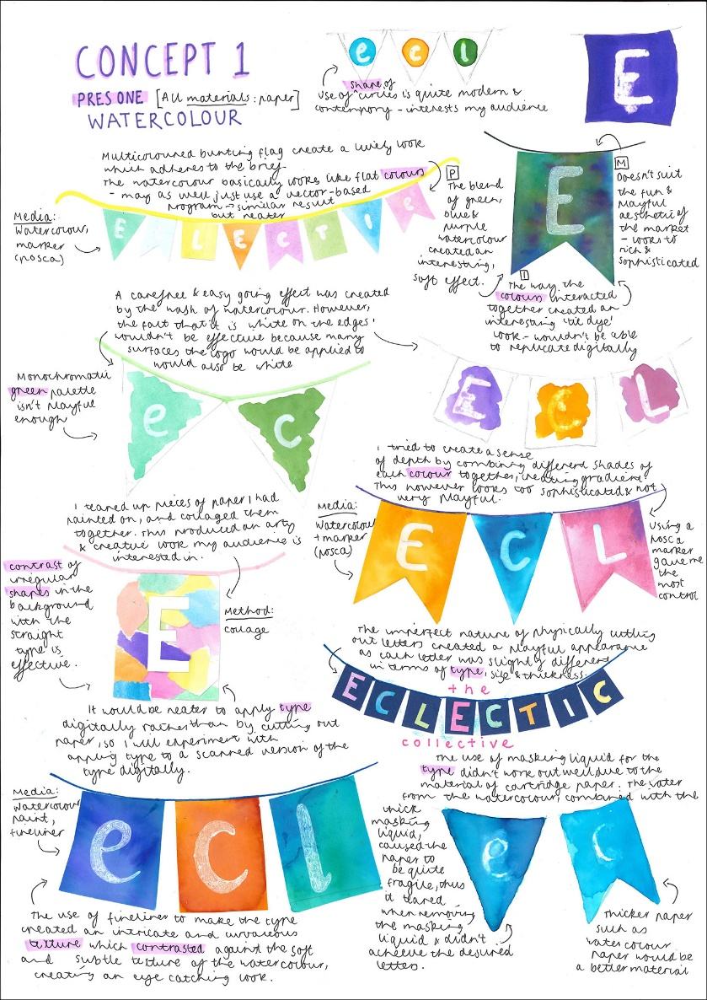 CONCEPT 1
PRES ONE [All materials: paper]
WATERCOLOUR
e c l
shape of
Use of circles is quite modern &
contempory - interests my audience
E
Multicoloured bunting flag create a lively look
which adheres to the brief.
The watercolour basically looks like flat colours
- may as well just use a vector-based
program → similar result
but neater
Media:
Watercolour,
marker
(posca)
E L E C T I C
P
The blend
of green,
blue &
purple
watercolour
created an
interesting,
soft effect.
E
M
Doesn't suit
the fun &
playful
aesthetic of
the market
- looks to
rich &
sophisticated
I
The way the
colours interacted
together created an
interesting 'tie dye'
look - wouldn't be able
to replicate digitally
A carefree & easy going effect was created
by the wash of watercolour. However,
the fact that it is white on the edges
wouldn't be effective because many
surfaces the logo would be applied to
would also be white
Monochromatic
green palette
isn't playful
enough
e c
E C L
I tried to create a sense
of depth by combining different shades of
each colour together, creating gradient
This however looks too sophisticated & not
very playful.
Media:
Watercolour
+ marker
(posca)
E C L
Using a
posca
marker
gave me
the
most
control
I teared up pieces of paper I had
painted on, and collaged them
together. This produced an arty
& creative look my audience is
interested in.
contrast of
irregular
shapes in the
background
with the
straight
type is
effective.
E
Method:
collage
The imperfect nature of physically cutting
out letters created a playful appearance
as each letter was slightly different
in terms of type, size & thickness.
the
ECLECTIC
collective
It would be neater to apply type
digitally rather than by cutting out
paper, so I will experiment with
applying type to a scanned version of the
type digitally.
The use of masking liquid for the
type didn't work out well due to the
material of cartridge paper. The water
from the watercolour combined with the
thick
masking
liquid,
caused the
paper to
be quite
fragile, thus
it teared
when removing
the masking
liquid & didn't
acheive the desired
letters.
Media:
Watercolour
paint,
fineliner
e c l
e c
The use of fineliner to make the type
created an intricate and curvaceous
texture which contrasted against the soft
and subtle texture of the watercolour,
creating an eye catching look.
Thicker paper
such as
watercolour
paper would be
a better material